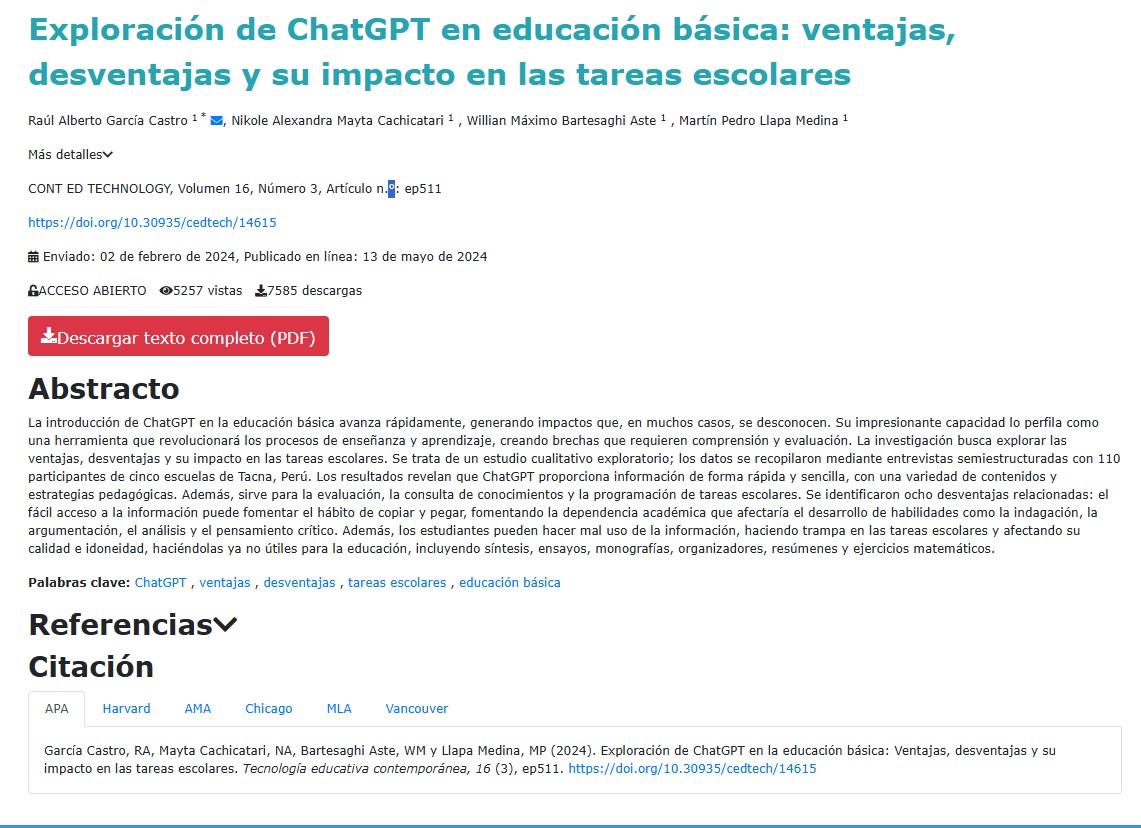 Exploración de ChatGPT en educación básica: ventajas,
desventajas y su impacto en las tareas escolares
Raúl Alberto García Castro 1 * , Nikole Alexandra Mayta Cachicatari 1 , Willian Máximo Bartesaghi Aste 1 , Martín Pedro Llapa Medina 1
Más detalles
CONT ED TECHNOLOGY, Volumen 16, Número 3, Artículo n.º: ep511
https://doi.org/10.30935/cedtech/14615
Enviado: 02 de febrero de 2024, Publicado en línea: 13 de mayo de 2024
ACCESO ABIERTO 5257 vistas 7585 descargas
Descargar texto completo (PDF)
Abstracto
La introducción de ChatGPT en la educación básica avanza rápidamente, generando impactos que, en muchos casos, se desconocen. Su impresionante capacidad lo perfila como
una herramienta que revolucionará los procesos de enseñanza y aprendizaje, creando brechas que requieren comprensión y evaluación. La investigación busca explorar las
ventajas, desventajas y su impacto en las tareas escolares. Se trata de un estudio cualitativo exploratorio; los datos se recopilaron mediante entrevistas semiestructuradas con 110
participantes de cinco escuelas de Tacna, Perú. Los resultados revelan que ChatGPT proporciona información de forma rápida y sencilla, con una variedad de contenidos y
estrategias pedagógicas. Además, sirve para la evaluación, la consulta de conocimientos y la programación de tareas escolares. Se identificaron ocho desventajas relacionadas: el
fácil acceso a la información puede fomentar el hábito de copiar y pegar, fomentando la dependencia académica que afectaría el desarrollo de habilidades como la indagación, la
argumentación, el análisis y el pensamiento crítico. Además, los estudiantes pueden hacer mal uso de la información, haciendo trampa en las tareas escolares y afectando su
calidad e idoneidad, haciéndolas ya no útiles para la educación, incluyendo síntesis, ensayos, monografías, organizadores, resúmenes y ejercicios matemáticos.
Palabras clave: ChatGPT , ventajas , desventajas , tareas escolares , educación básica
Referencias
Citación
APA Harvard AMA Chicago MLA Vancouver
García Castro, RA, Mayta Cachicatari, NA, Bartesaghi Aste, WM y Llapa Medina, MP (2024). Exploración de ChatGPT en la educación básica: Ventajas, desventajas y su
impacto en las tareas escolares. Tecnología educativa contemporánea, 16 (3), ep511. https://doi.org/10.30935/cedtech/14615